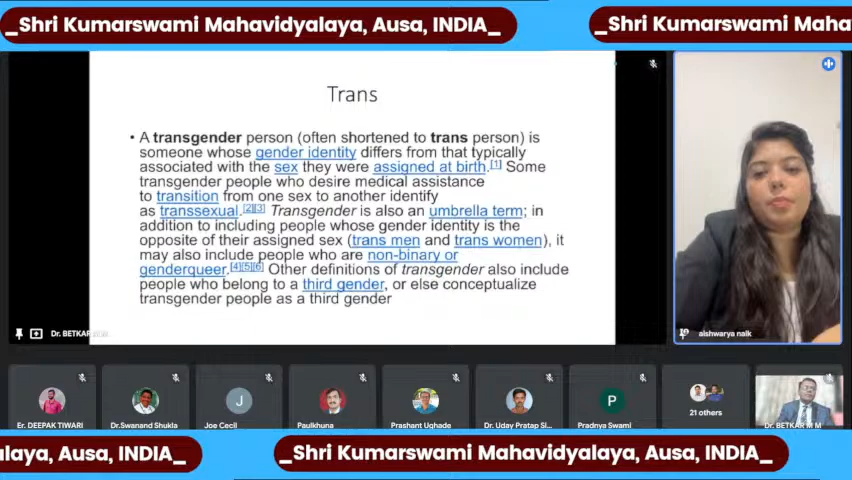 _Shri Kumarswami Mahavidyalaya, Ausa, INDIA_
_Shri Kumarswami Maha
Trans
• A transgender person (often shortened to trans person) is
someone whose gender identity differs from that typically
associated with the sex they were assigned at birth.[1] Some
transgender people who desire medical assistance
to transition from one sex to another identify
as transsexual.[2][3] Transgender is also an umbrella term; in
addition to including people whose gender identity is the
opposite of their assigned sex (trans men and trans women), it
may also include people who are non-binary or
genderqueer.[4][5][6] Other definitions of transgender also include
people who belong to a third gender, or else conceptualize
transgender people as a third gender
Dr. BETKAR
aishwarya naik
J
P
Er. DEEPAK TIWARI
Dr.Swanand Shukla
Joe Cecil
Paulkhuna
Prashant Ughade
Dr. Uday Pratap Si...
Pradnya Swami
21 others
Dr. BETKAR M M
alaya, Ausa, INDIA_
_Shri Kumarswami Mahavidyalaya, Ausa, INDIA_